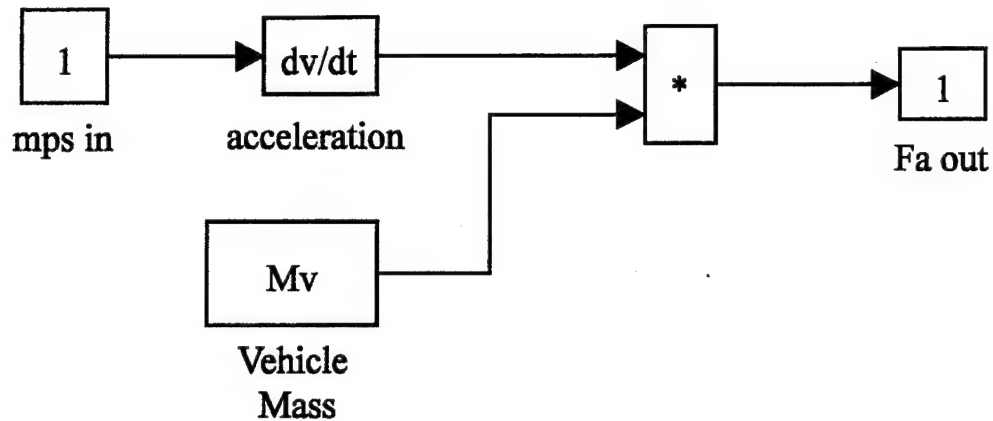 1
mps in
dv/dt
acceleration
*
1
Fa out
Mv
Vehicle
Mass